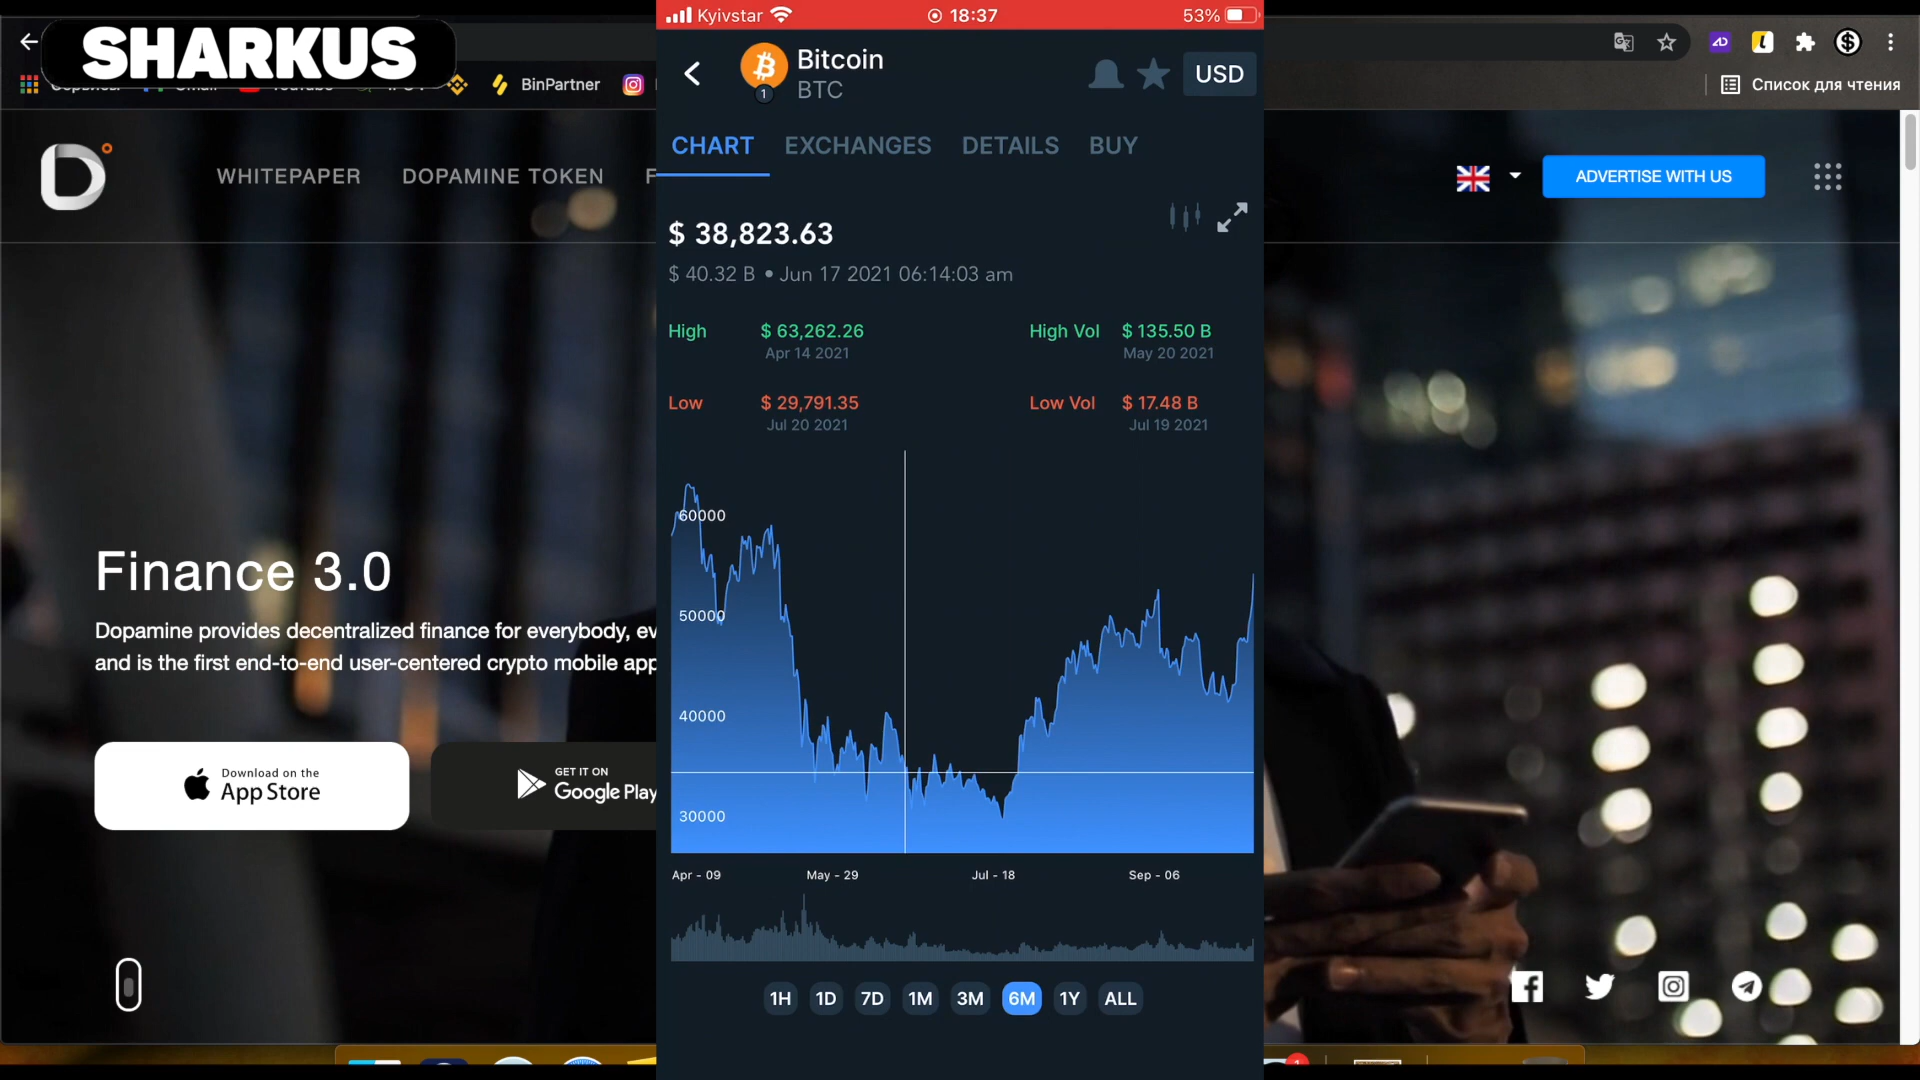 SHARKUS
BinPartner
Список для чтения
WHITEPAPER
DOPAMINE TOKEN
ADVERTISE WITH US
Finance 3.0
Dopamine provides decentralized finance for everybody,
and is the first end-to-end user-centered crypto mobile app
Download on the
App Store
GET IT ON
Google Play
Kyivstar
18:37
53%
Bitcoin
1
BTC
USD
CHART
EXCHANGES
DETAILS
BUY
$ 38,823.63
$ 40.32 B • Jun 17 2021 06:14:03 am
High
$ 63,262.26
Apr 14 2021
High Vol
$ 135.50 B
May 20 2021
Low
$ 29,791.35
Jul 20 2021
Low Vol
$ 17.48 B
Jul 19 2021
60000
50000
40000
30000
Apr - 09
May - 29
Jul - 18
Sep - 06
1H
1D
7D
1M
3M
6M
1Y
ALL